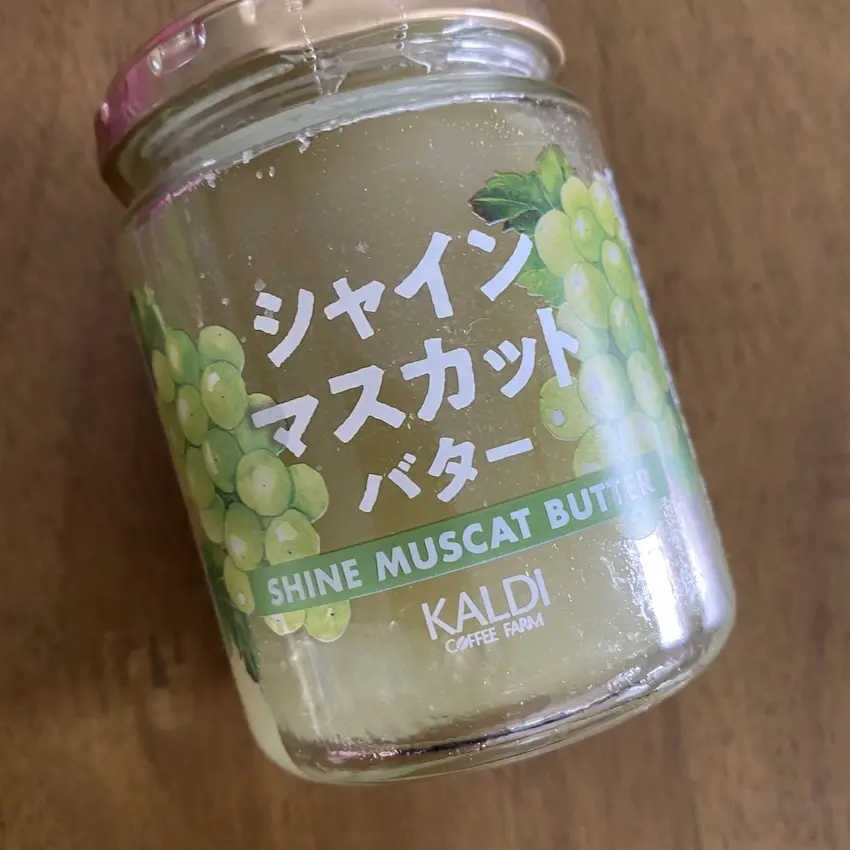 シャイン
マスカット
バター
SHINE MUSCAT BUTTER
KALDI
COFFEE FARM